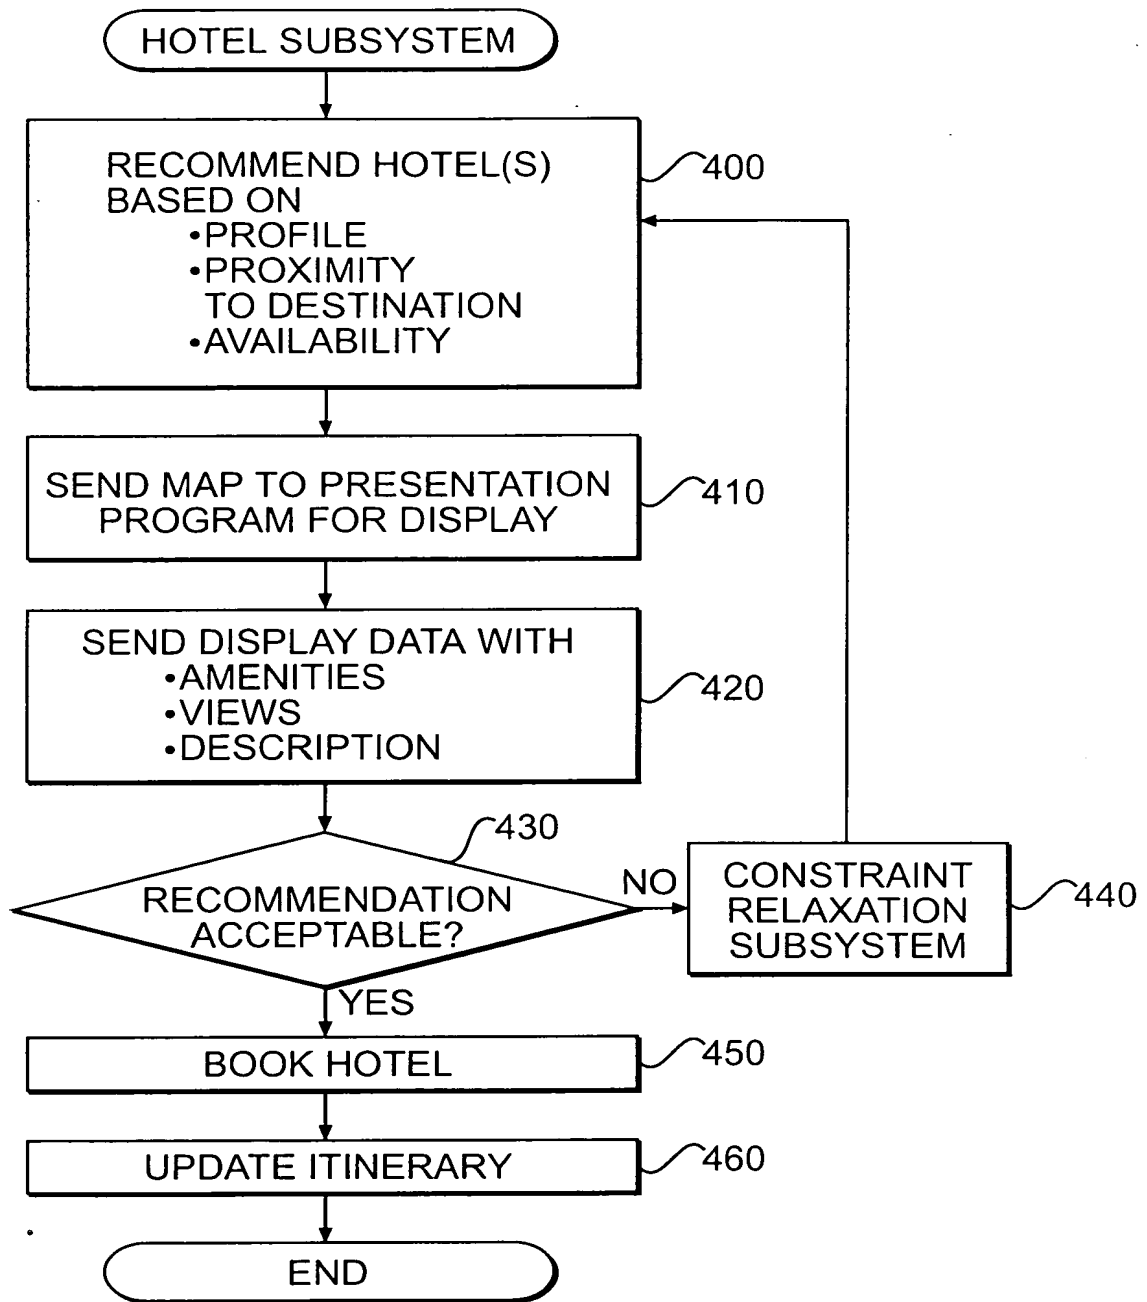 HOTEL SUBSYSTEM
RECOMMEND HOTEL(S)
BASED ON
•PROFILE
•PROXIMITY
TO DESTINATION
•AVAILABILITY
400
SEND MAP TO PRESENTATION
PROGRAM FOR DISPLAY
410
SEND DISPLAY DATA WITH
•AMENITIES
•VIEWS
•DESCRIPTION
420
430
RECOMMENDATION
ACCEPTABLE?
NO
CONSTRAINT
RELAXATION
SUBSYSTEM
440
YES
BOOK HOTEL
450
UPDATE ITINERARY
460
END